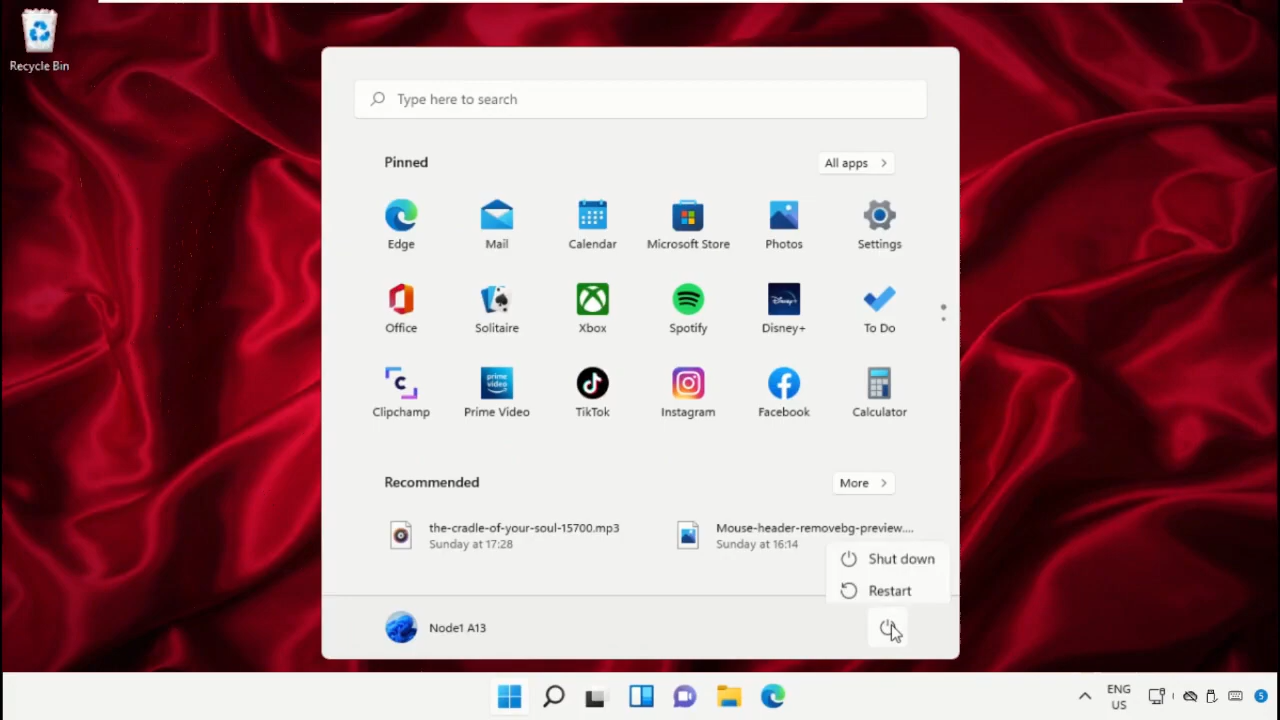 Recycle Bin
Type here to search
Pinned
All apps
Edge
Mail
Calendar
Microsoft Store
Photos
Settings
Office
Solitaire
Xbox
Spotify
Disney+
To Do
Clipchamp
Prime Video
TikTok
Instagram
Facebook
Calculator
Recommended
More
the-cradle-of-your-soul-15700.mp3
Sunday at 17:28
Mouse-header-removebg-preview....
Sunday at 16:14
Shut down
Restart
Node1 A13
ENG
US
5